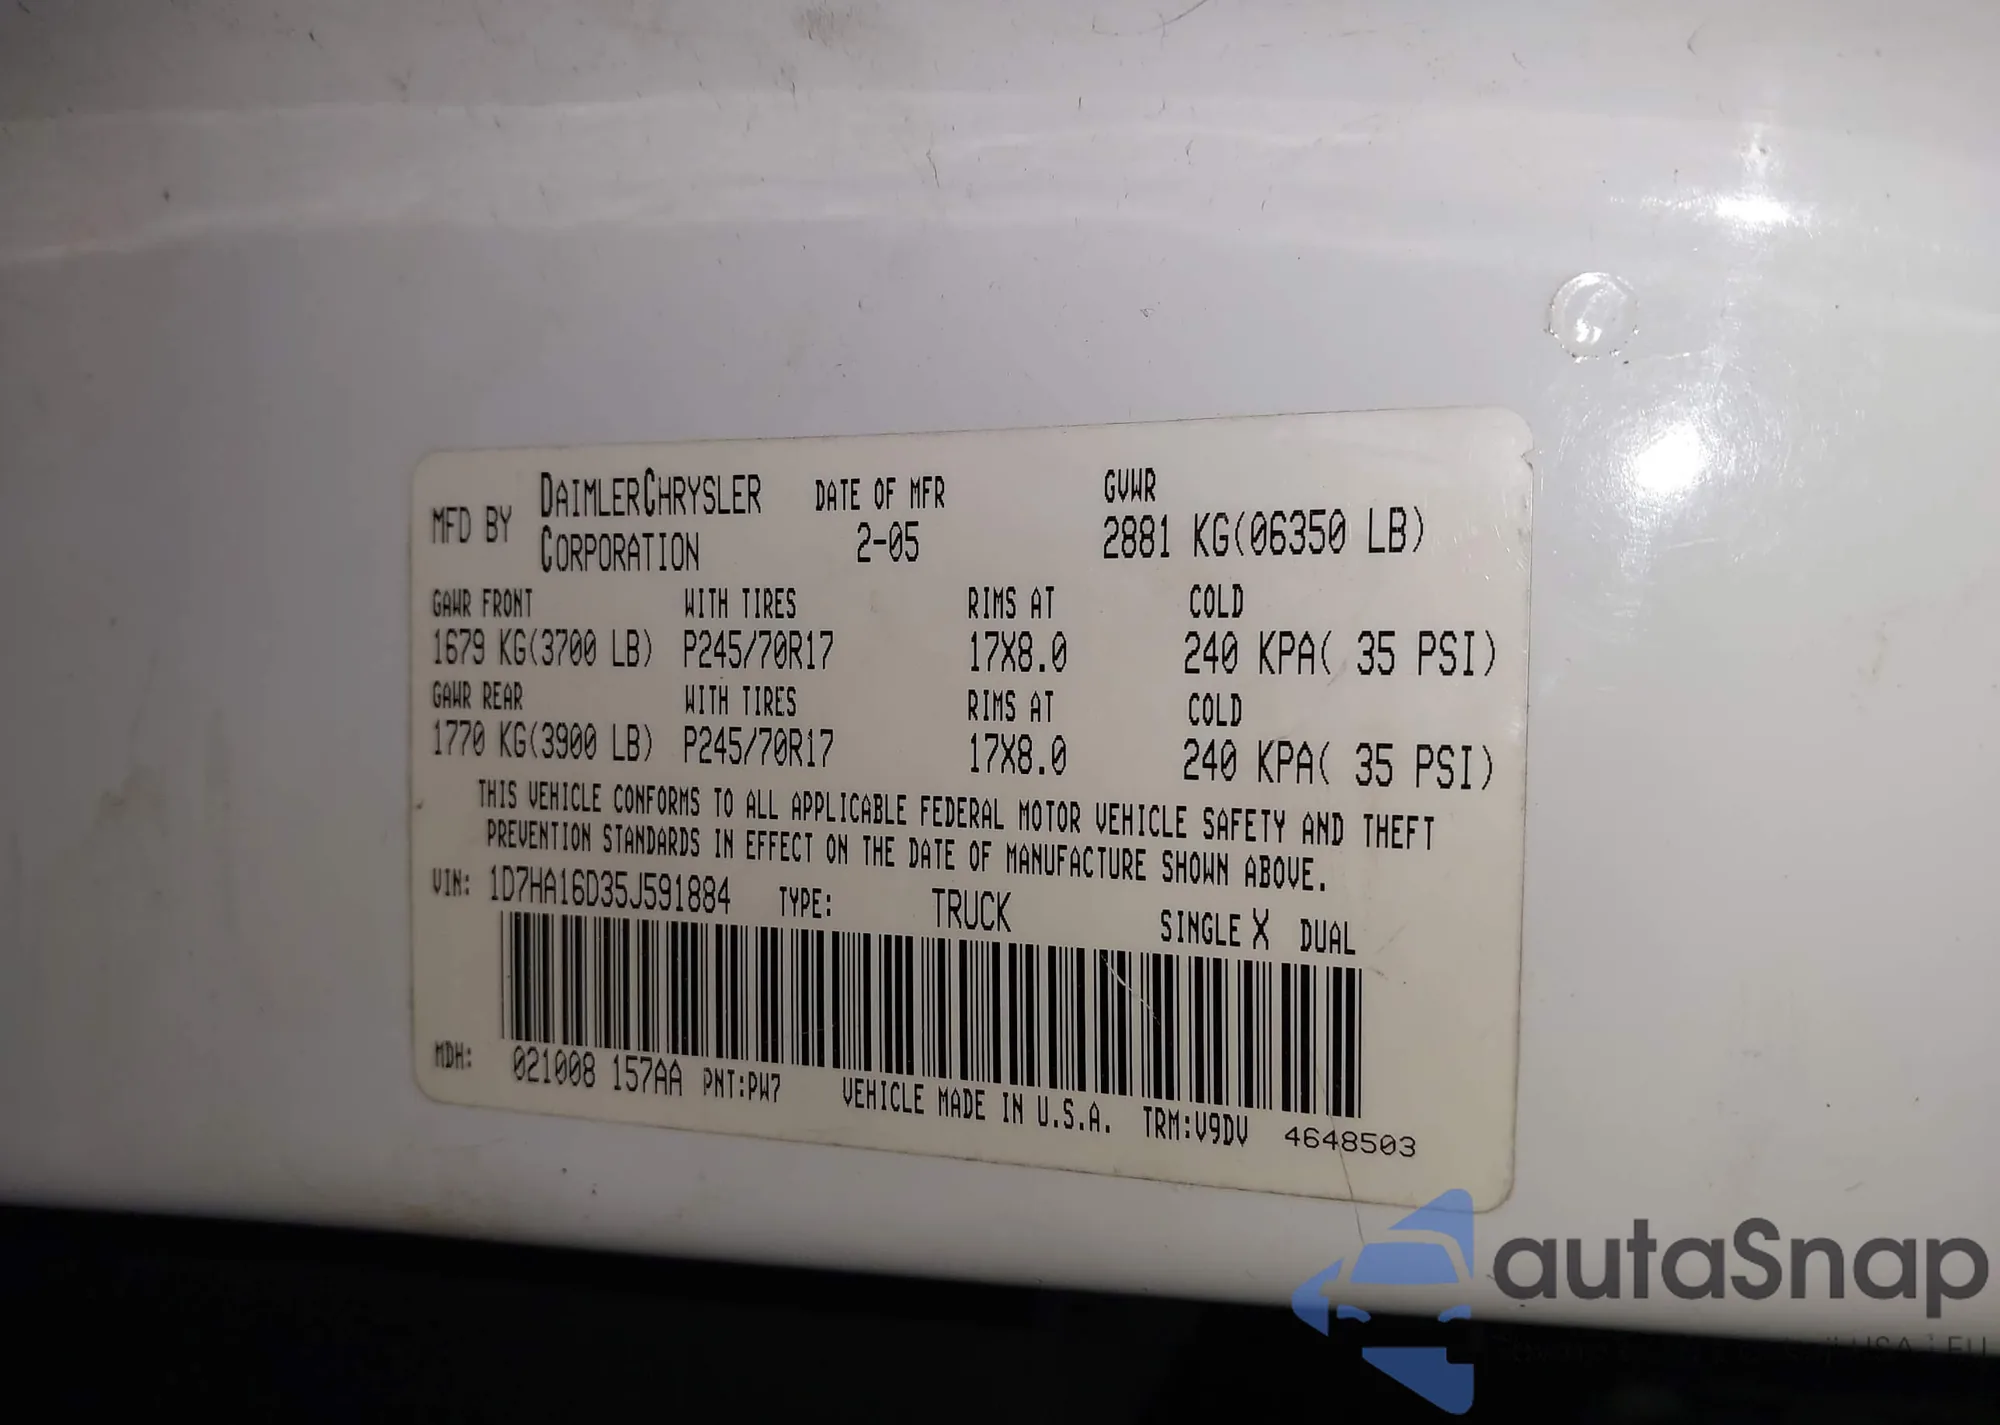 MFD BY DAIMLERCHRYSLER CORPORATION DATE OF MFR 2-05 GVWR 2881 KG(06350 LB)
GAWR FRONT WITH TIRES RIMS AT COLD
1679 KG(3700 LB) P245/70R17 17X8.0 240 KPA( 35 PSI)
GAWR REAR WITH TIRES RIMS AT COLD
1770 KG(3900 LB) P245/70R17 17X8.0 240 KPA( 35 PSI)
THIS VEHICLE CONFORMS TO ALL APPLICABLE FEDERAL MOTOR VEHICLE SAFETY AND THEFT
PREVENTION STANDARDS IN EFFECT ON THE DATE OF MANUFACTURE SHOWN ABOVE.
VIN: 1D7HA16D35J591884 TYPE: TRUCK SINGLE X DUAL
MDH: 021008 157AA PNT:PW7 VEHICLE MADE IN U.S.A. TRM:V9DV 4648503
autaSnap
USA i EU